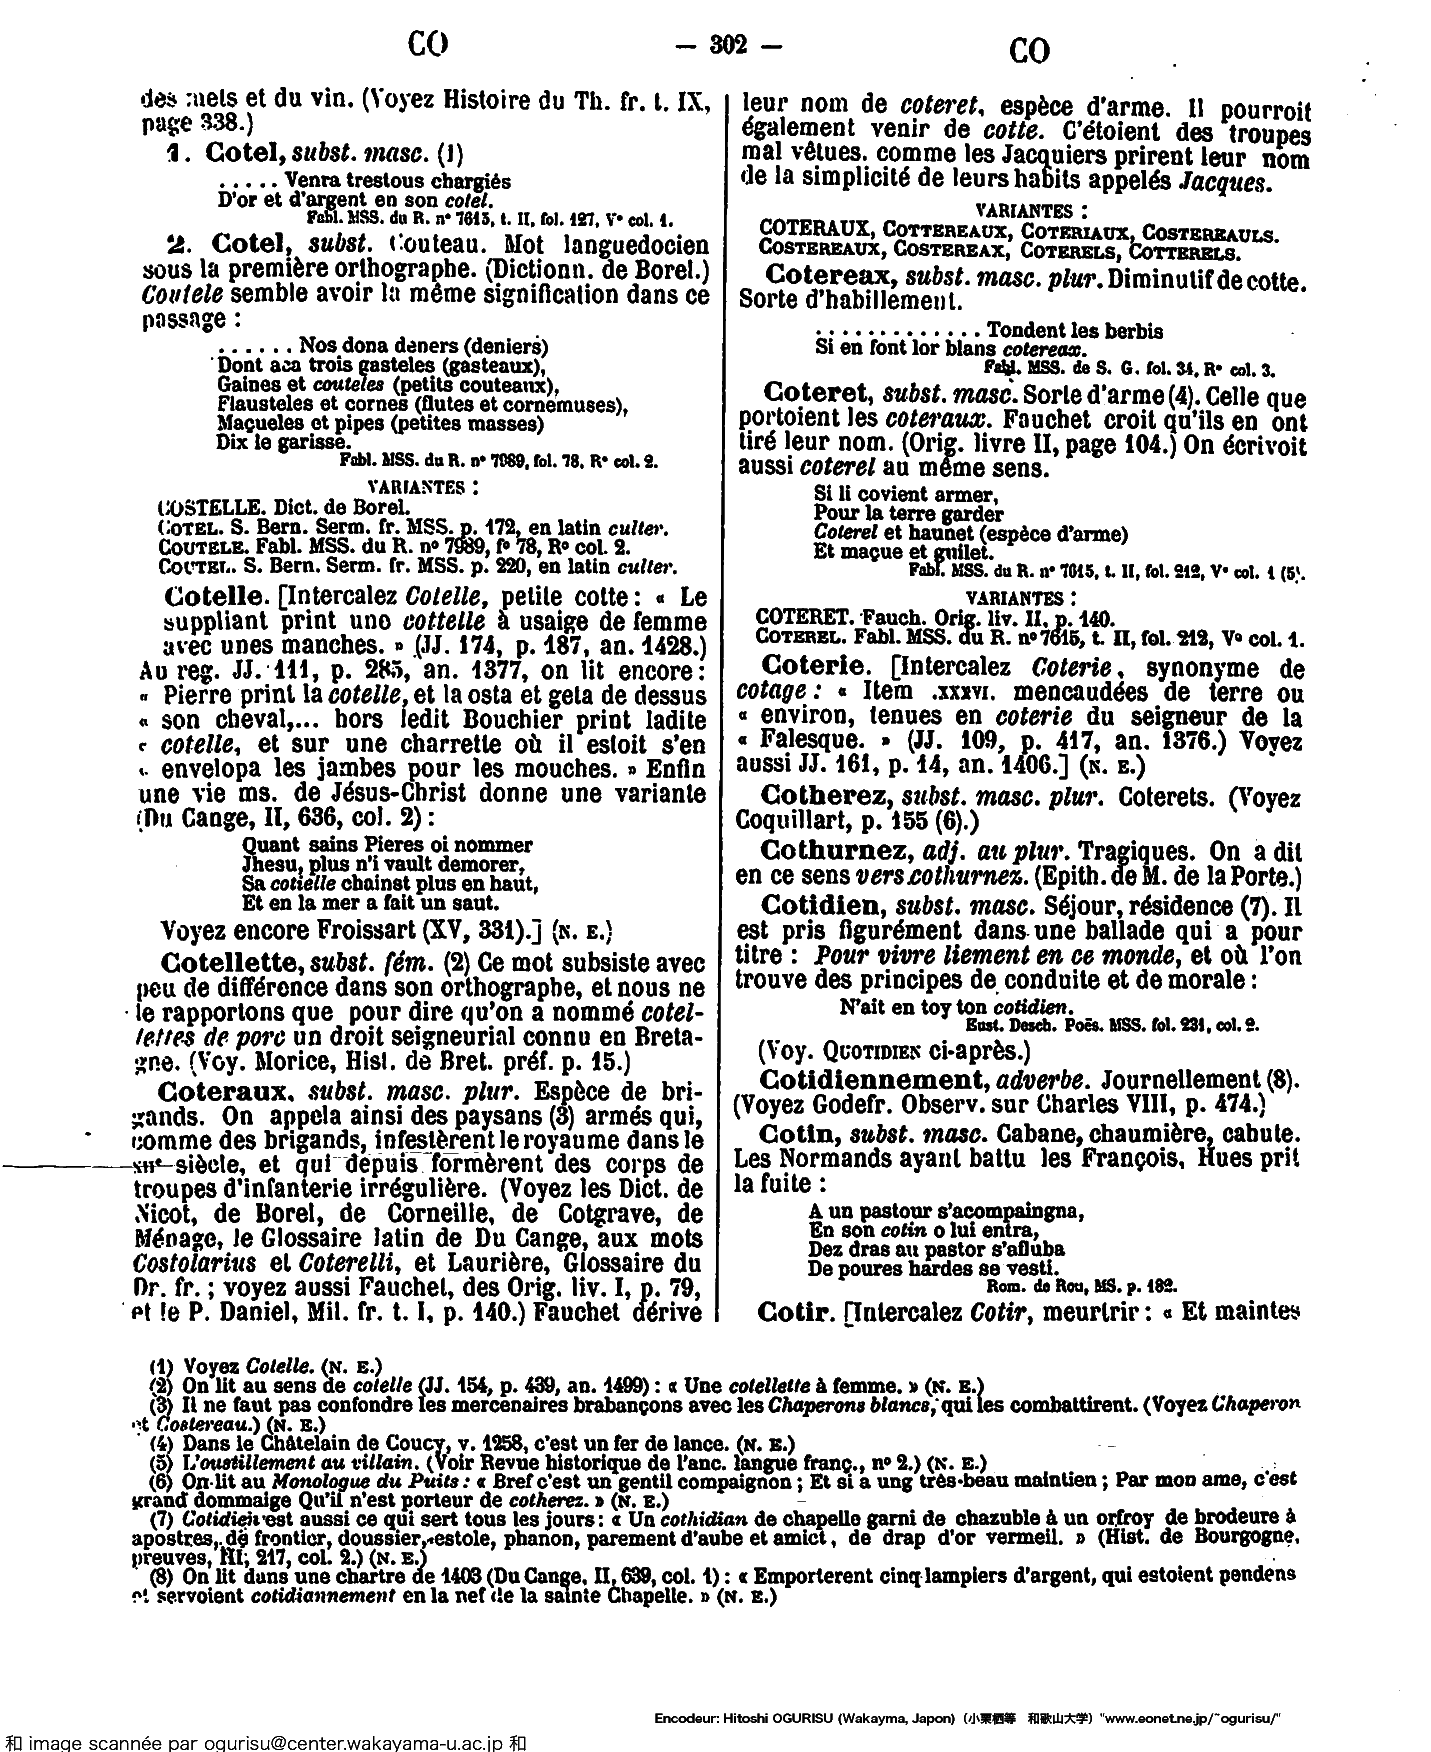 CO
— 302 —
CO
des mets et du vin. (Voyez Histoire du Th. fr. t. IX,
page 338.)
1. Cotel, subst. masc. (1)
..... Venra trestous chargiés
D'or et d'argent en son cotel.
Fabl. MSS. du R. n° 7615, t. II, fol. 127, V° col. 1.
2. Cotel, subst. Couteau. Mot languedocien
sous la première orthographe. (Dictionn. de Borel.)
Coutele semble avoir la même signification dans ce
passage :
...... Nos dona deners (deniers)
Dont aca trois gasteles (gasteaux),
Gaines et couteles (petits couteaux),
Flausteles et cornes (flutes et cornemuses),
Maçueles et pipes (petites masses)
Dix le garisse.
Fabl. MSS. du R. n° 7989, fol. 78, R° col. 2.
VARIANTES :
COSTELLE. Dict. de Borel.
COTEL. S. Bern. Serm. fr. MSS. p. 172, en latin culter.
COUTELE. Fabl. MSS. du R. n° 7989, f° 78, R° col. 2.
COUTEL. S. Bern. Serm. fr. MSS. p. 220, en latin culter.
Cotelle. [Intercalez Cotelle, petite cotte : « Le
suppliant print une cottelle à usaige de femme
avec unes manches. » (JJ. 174, p. 187, an. 1428.)
Au reg. JJ. 111, p. 285, an. 1377, on lit encore :
« Pierre print la cotelle, et la osta et geta de dessus
« son cheval,... hors ledit Bouchier print ladite
« cotelle, et sur une charrette où il estoit s'en
« envelopa les jambes pour les mouches. » Enfin
une vie ms. de Jésus-Christ donne une variante
(Du Cange, II, 636, col. 2) :
Quant sains Pieres oi nommer
Jhesu, plus n'i vault demorer,
Sa cotielle chainst plus en haut,
Et en la mer a fait un saut.
Voyez encore Froissart (XV, 331).] (N. E.)
Cotellette, subst. fém. (2) Ce mot subsiste avec
peu de différence dans son orthographe, et nous ne
le rapportons que pour dire qu'on a nommé cotel-
lettes de porc un droit seigneurial connu en Breta-
gne. (Voy. Morice, Hist. de Bret. préf. p. 15.)
Coteraux, subst. masc. plur. Espèce de bri-
gands. On appela ainsi des paysans (3) armés qui,
comme des brigands, infestèrent le royaume dans le
XIIe siècle, et qui depuis formèrent des corps de
troupes d'infanterie irrégulière. (Voyez les Dict. de
Nicot, de Borel, de Corneille, de Cotgrave, de
Ménage, le Glossaire latin de Du Cange, aux mots
Costolarius et Coterelli, et Laurière, Glossaire du
Dr. fr. ; voyez aussi Fauchet, des Orig. liv. I, p. 79,
et le P. Daniel, Mil. fr. t. I, p. 140.) Fauchet dérive
leur nom de coteret, espèce d'arme. Il pourroit
également venir de cotte. C'étoient des troupes
mal vêtues, comme les Jacquiers prirent leur nom
de la simplicité de leurs habits appelés Jacques.
VARIANTES :
COTERAUX, COTTEREAUX, COTERIAUX, COSTEREAULS.
COSTEREAUX, COSTEREAX, COTERELS, COTTERELS.
Cotereax, subst. masc. plur. Diminutif de cotte.
Sorte d'habillement.
............. Tondent les berbis
Si en font lor blans cotereax.
Fabl. MSS. de S. G. fol. 34, R° col. 3.
Coteret, subst. masc. Sorte d'arme (4). Celle que
portoient les coteraux. Fauchet croit qu'ils en ont
tiré leur nom. (Orig. livre II, page 104.) On écrivoit
aussi coterel au même sens.
Si li covient armer,
Pour la terre garder
Coterel et haunet (espèce d'arme)
Et maçue et guilet.
Fabl. MSS. du R. n° 7615, t. II, fol. 212, V° col. 1 (5).
VARIANTES :
COTERET. Fauch. Orig. liv. II, p. 140.
COTEREL. Fabl. MSS. du R. n° 7615, t. II, fol. 212, V° col. 1.
Coterie. [Intercalez Coterie, synonyme de
cotage : « Item .XXXVI. mencaudées de terre ou
« environ, tenues en coterie du seigneur de la
« Falesque. » (JJ. 109, p. 417, an. 1376.) Voyez
aussi JJ. 161, p. 14, an. 1406.] (N. E.)
Cotherez, subst. masc. plur. Coterets. (Voyez
Coquillart, p. 155 (6).)
Cothurnez, adj. au plur. Tragiques. On a dit
en ce sens vers cothurnez. (Epith. de M. de la Porte.)
Cotidien, subst. masc. Séjour, résidence (7). Il
est pris figurément dans une ballade qui a pour
titre : Pour vivre liement en ce monde, et où l'on
trouve des principes de conduite et de morale :
N'ait en toy ton cotidien.
Eust. Desch. Poës. MSS. fol. 231, col. 2.
(Voy. QUOTIDIEN ci-après.)
Cotidiennement, adverbe. Journellement (8).
(Voyez Godefr. Observ. sur Charles VIII, p. 474.)
Cotin, subst. masc. Cabane, chaumière, cahute.
Les Normands ayant battu les François, Hues prit
la fuite :
A un pastour s'acompaingna,
En son cotin o lui entra,
Dez dras au pastor s'afluba
De poures hardes se vesti.
Rom. de Rou, MS. p. 182.
Cotir. [Intercalez Cotir, meurtrir : « Et maintes
(1) Voyez Cotelle. (N. E.)
(2) On lit au sens de cotelle (JJ. 154, p. 439, an. 1499) : « Une cotellette à femme. » (N. E.)
(3) Il ne faut pas confondre les mercenaires brabançons avec les Chaperons blancs, qui les combattirent. (Voyez Chaperon
et Costereau.) (N. E.)
(4) Dans le Châtelain de Coucy, v. 1258, c'est un fer de lance. (N. E.)
(5) L'oustillement au villain. (Voir Revue historique de l'anc. langue franç., n° 2.) (N. E.)
(6) On lit au Monologue du Puits : « Bref c'est un gentil compaignon ; Et si a ung très-beau maintien ; Par mon ame, c'est
grand dommaige Qu'il n'est porteur de cotherez. » (N. E.)
(7) Cotidien est aussi ce qui sert tous les jours : « Un cothidian de chapelle garni de chazuble à un orfroy de brodeure à
apostres, de frontier, doussier, estole, phanon, parement d'aube et amict, de drap d'or vermeil. » (Hist. de Bourgogne,
preuves, III, 217, col. 2.) (N. E.)
(8) On lit dans une chartre de 1403 (Du Cange, II, 639, col. 1) : « Emporterent cinq lampiers d'argent, qui estoient pendens
et servoient cotidiannement en la nef de la sainte Chapelle. » (N. E.)
Encodeur: Hitoshi OGURISU (Wakayma, Japon) (小栗栖等 和歌山大学) "www.eonet.ne.jp/~ogurisu/"
和 image scannée par ogurisu@center.wakayama-u.ac.jp 和